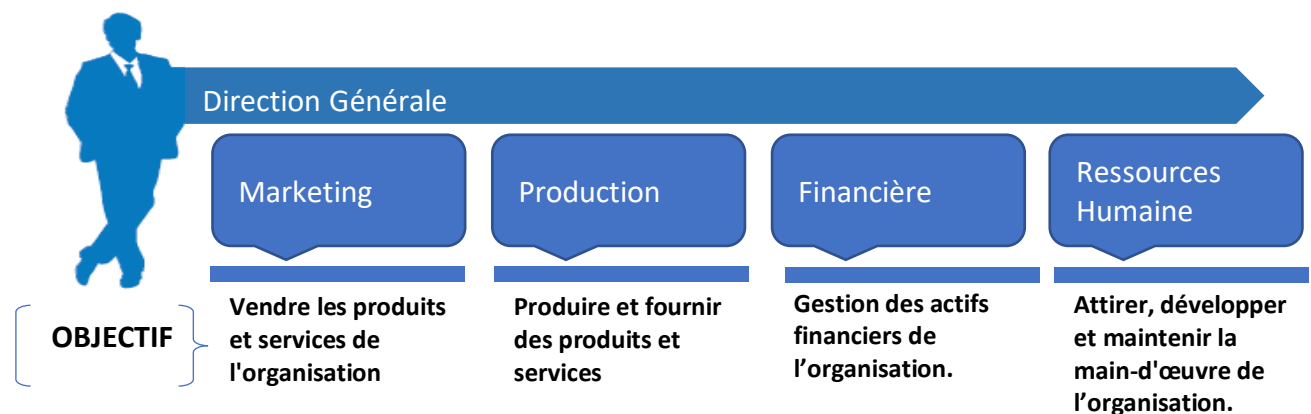 Direction Générale
Marketing
Production
Financière
Ressources
Humaine
OBJECTIF
Vendre les produits
et services de
l'organisation
Produire et fournir
des produits et
services
Gestion des actifs
financiers de
l’organisation.
Attirer, développer
et maintenir la
main-d'œuvre de
l’organisation.